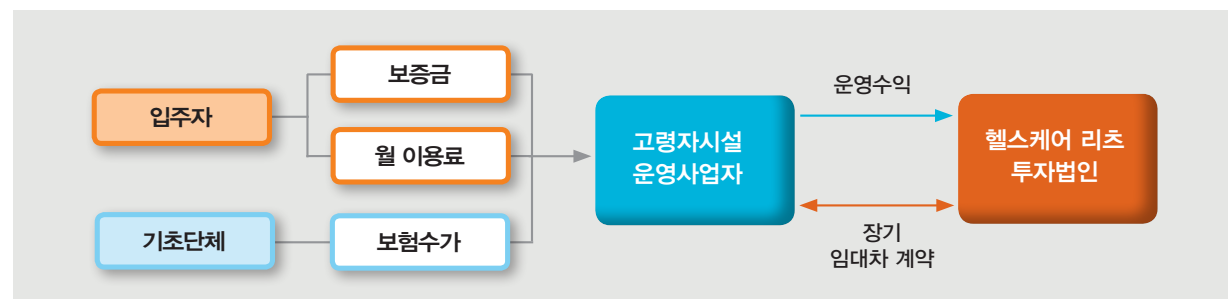 입주자
보증금
월 이용료
기초단체
보험수가
고령자시설
운영사업자
운영수익
장기
임대차 계약
헬스케어 리츠
투자법인